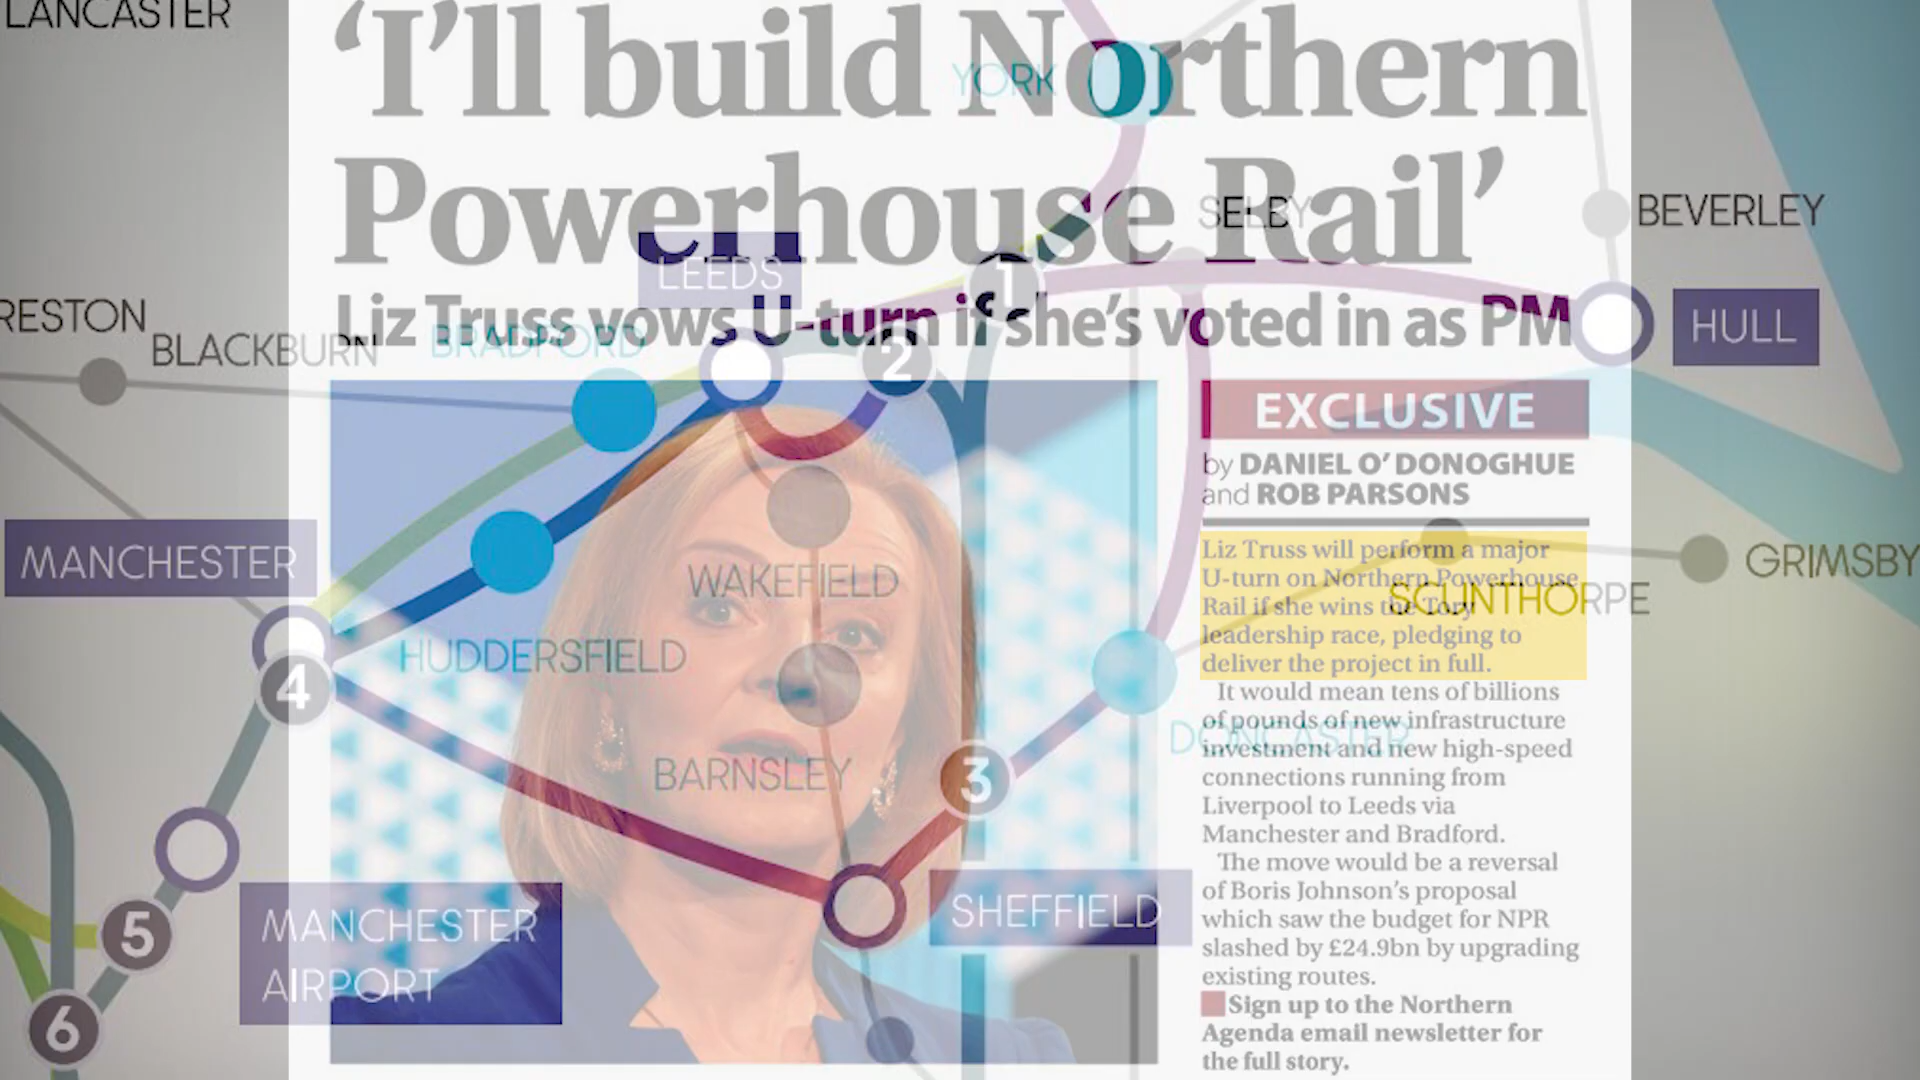 LANCASTER
‘I’ll build Northern
YORK
Powerhouse Rail’
SELBY
BEVERLEY
LEEDS
1
Liz Truss vows U-turn if she’s voted in as PM
HULL
RESTON
BLACKBURN
BRADFORD
2
EXCLUSIVE
by DANIEL O’DONOGHUE
and ROB PARSONS
MANCHESTER
Liz Truss will perform a major
U-turn on Northern Powerhouse
Rail if she wins the Tory
leadership race, pledging to
deliver the project in full.
GRIMSBY
SCUNTHORPE
WAKEFIELD
HUDDERSFIELD
4
It would mean tens of billions
of pounds of new infrastructure
investment and new high-speed
connections running from
Liverpool to Leeds via
Manchester and Bradford.
DONCASTER
BARNSLEY
3
The move would be a reversal
of Boris Johnson’s proposal
which saw the budget for NPR
slashed by £24.9bn by upgrading
existing routes.
SHEFFIELD
5
MANCHESTER
AIRPORT
6
Sign up to the Northern
Agenda email newsletter for
the full story.